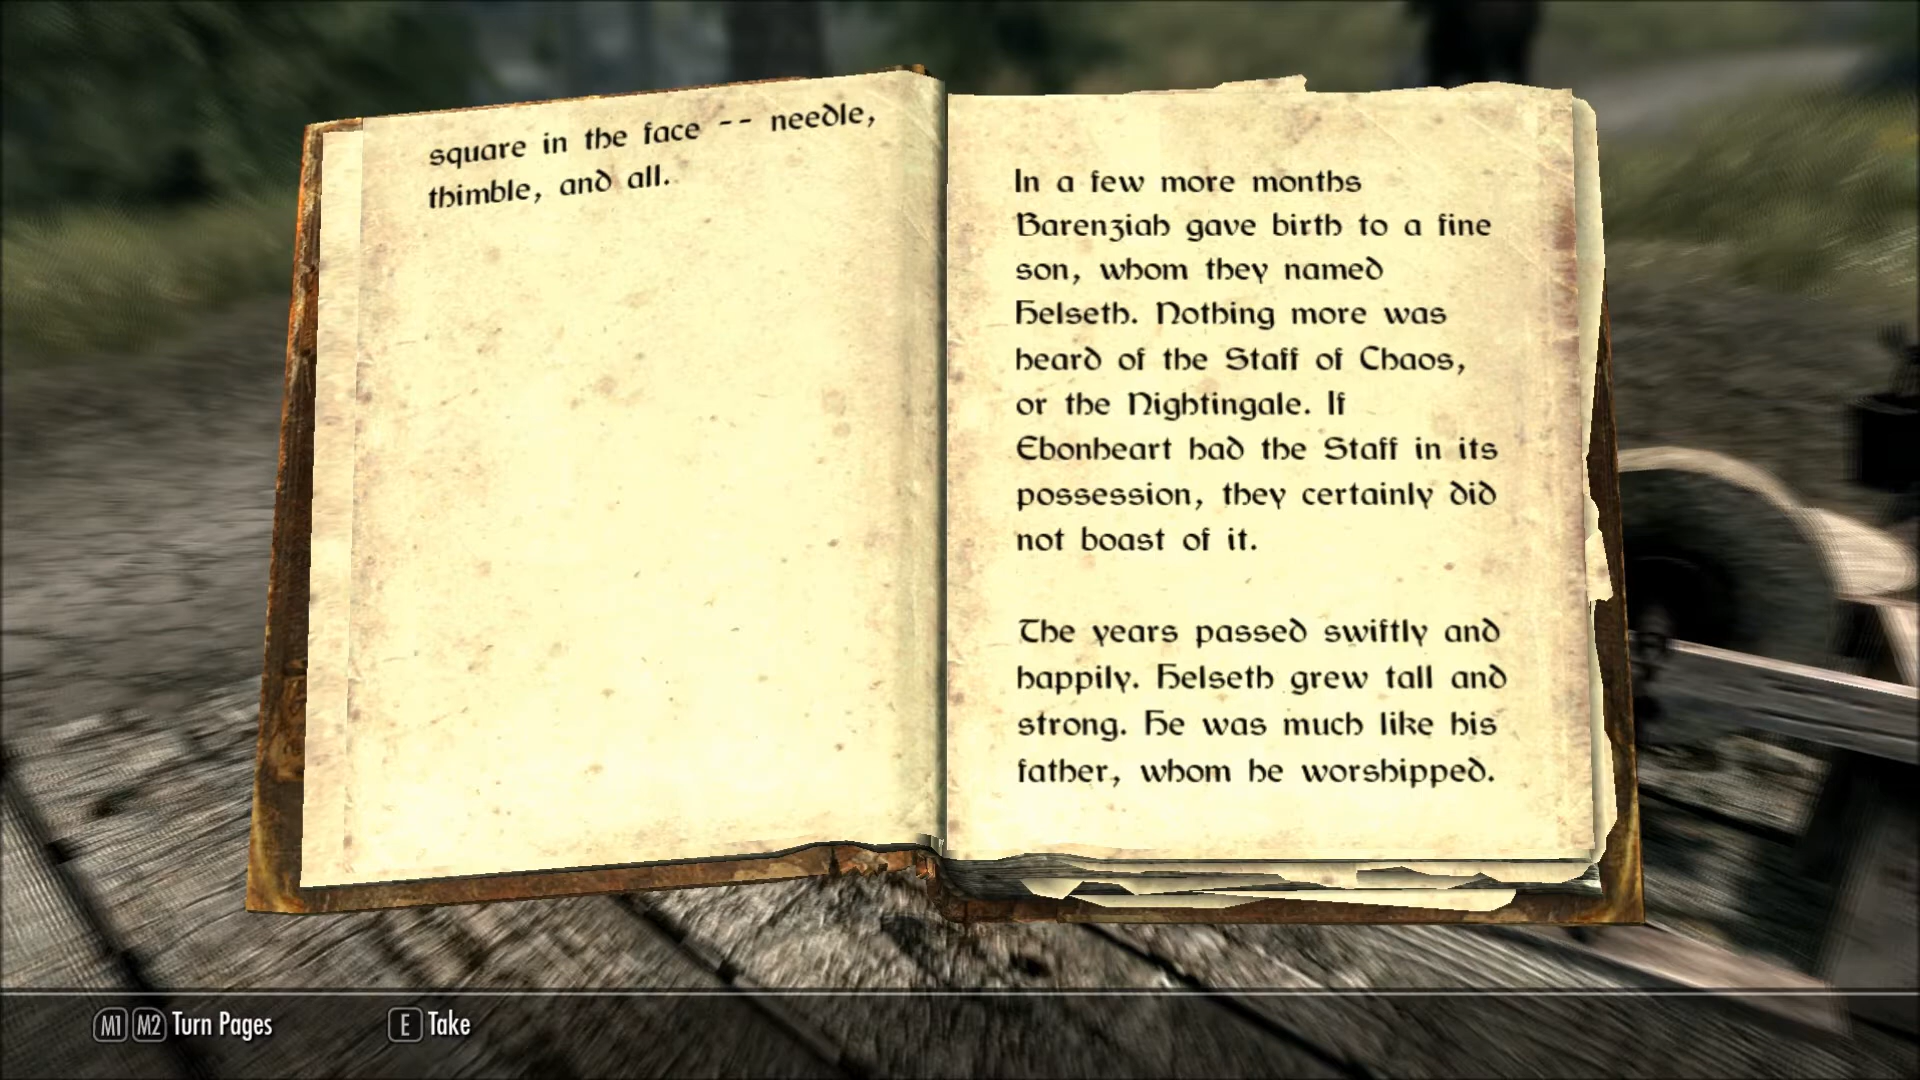 square in the face -- needle,
thimble, and all.
In a few more months
Barenziah gave birth to a fine
son, whom they named
Helseth. Nothing more was
heard of the Staff of Chaos,
or the Nightingale. If
Ebonheart had the Staff in its
possession, they certainly did
not boast of it.
The years passed swiftly and
happily. Helseth grew tall and
strong. He was much like his
father, whom he worshipped.
M1 M2 Turn Pages
E Take